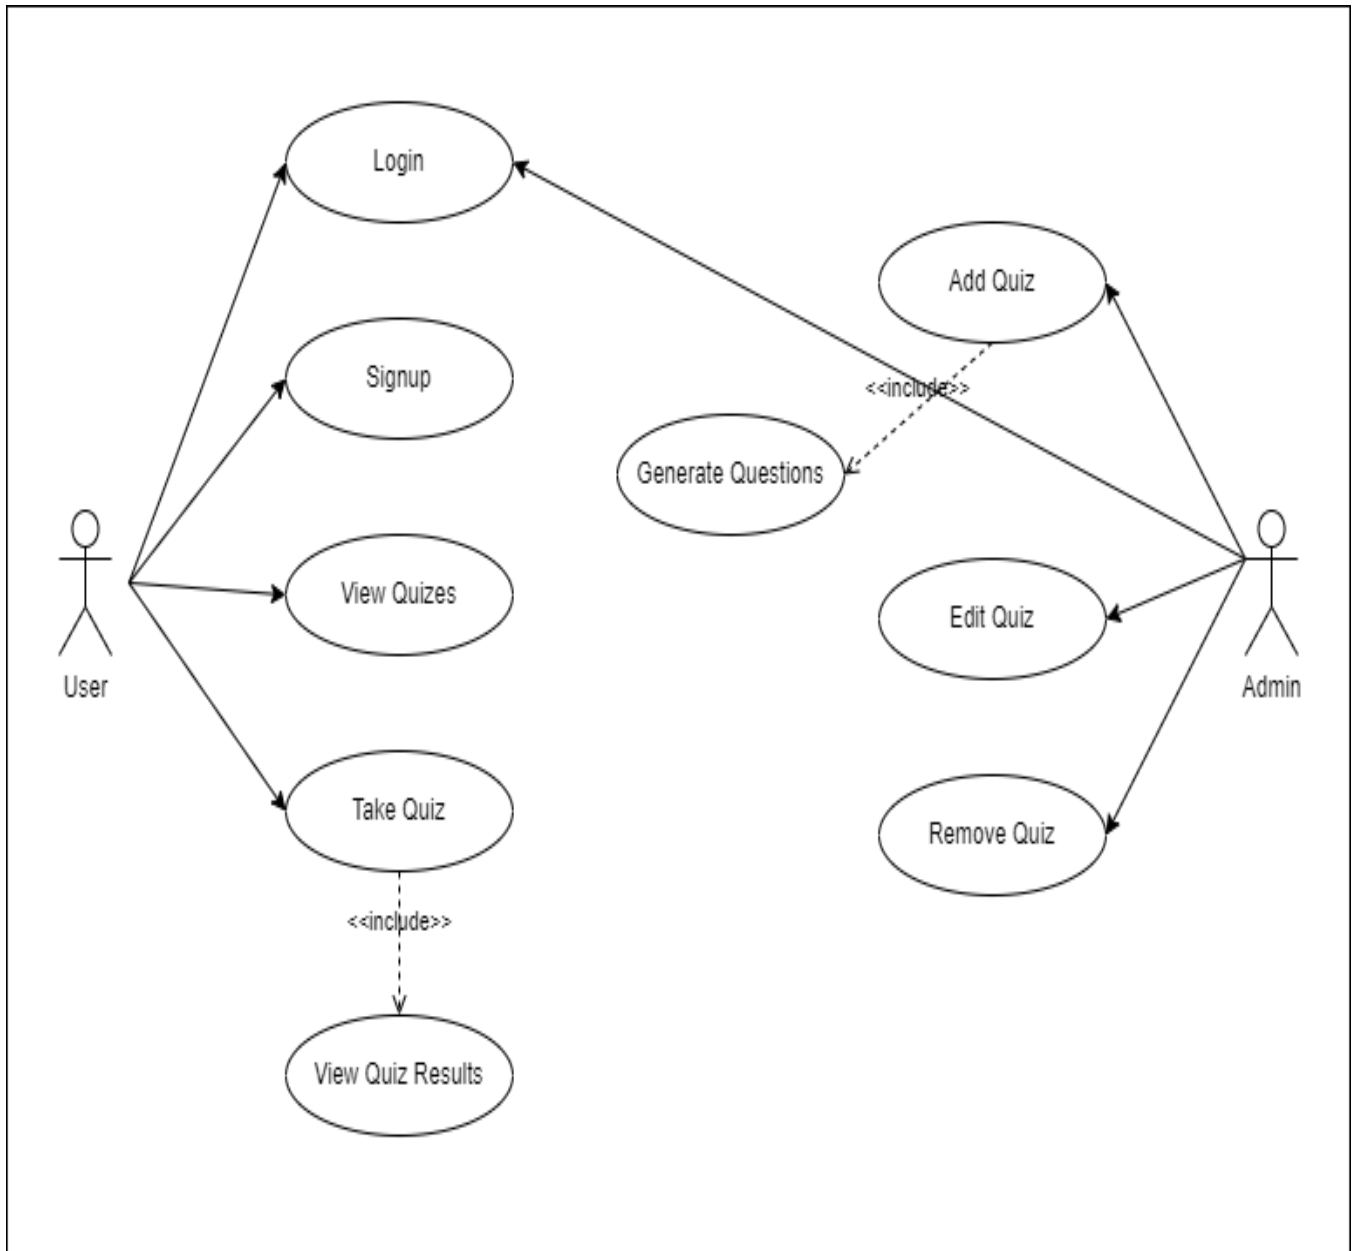 Login
Add Quiz
Signup
<<include>>
Generate Questions
View Quizes
Edit Quiz
User
Admin
Take Quiz
Remove Quiz
<<include>>
View Quiz Results